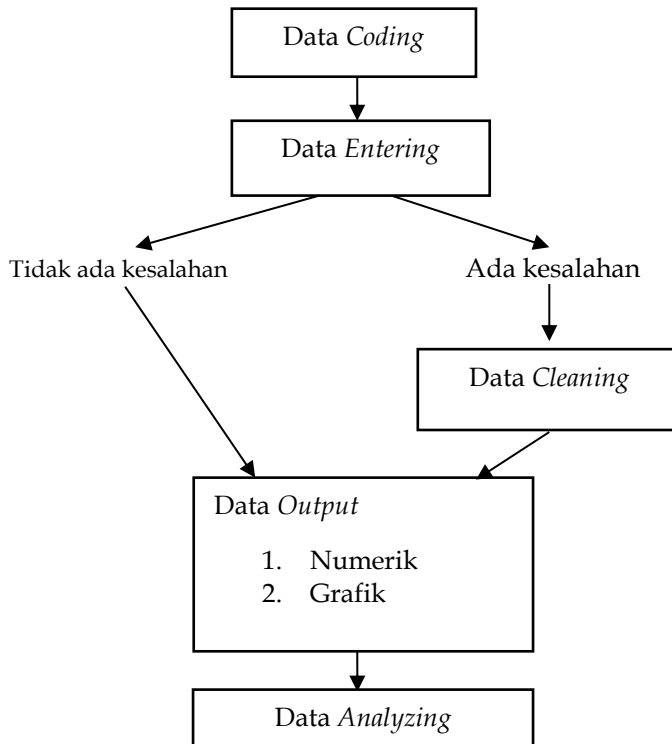 Data Coding
Data Entering
Tidak ada kesalahan
Ada kesalahan
Data Cleaning
Data Output
1. Numerik
2. Grafik
Data Analyzing